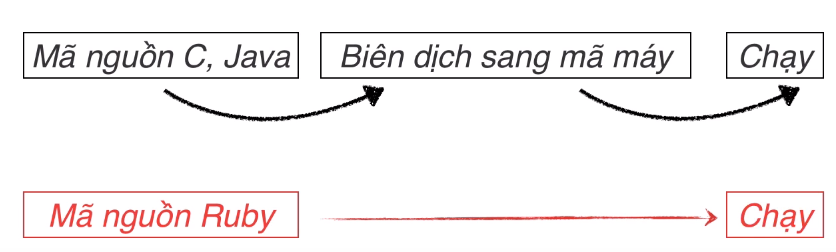 Mã nguồn C, Java
Biên dịch sang mã máy
Chạy
Mã nguồn Ruby
Chạy